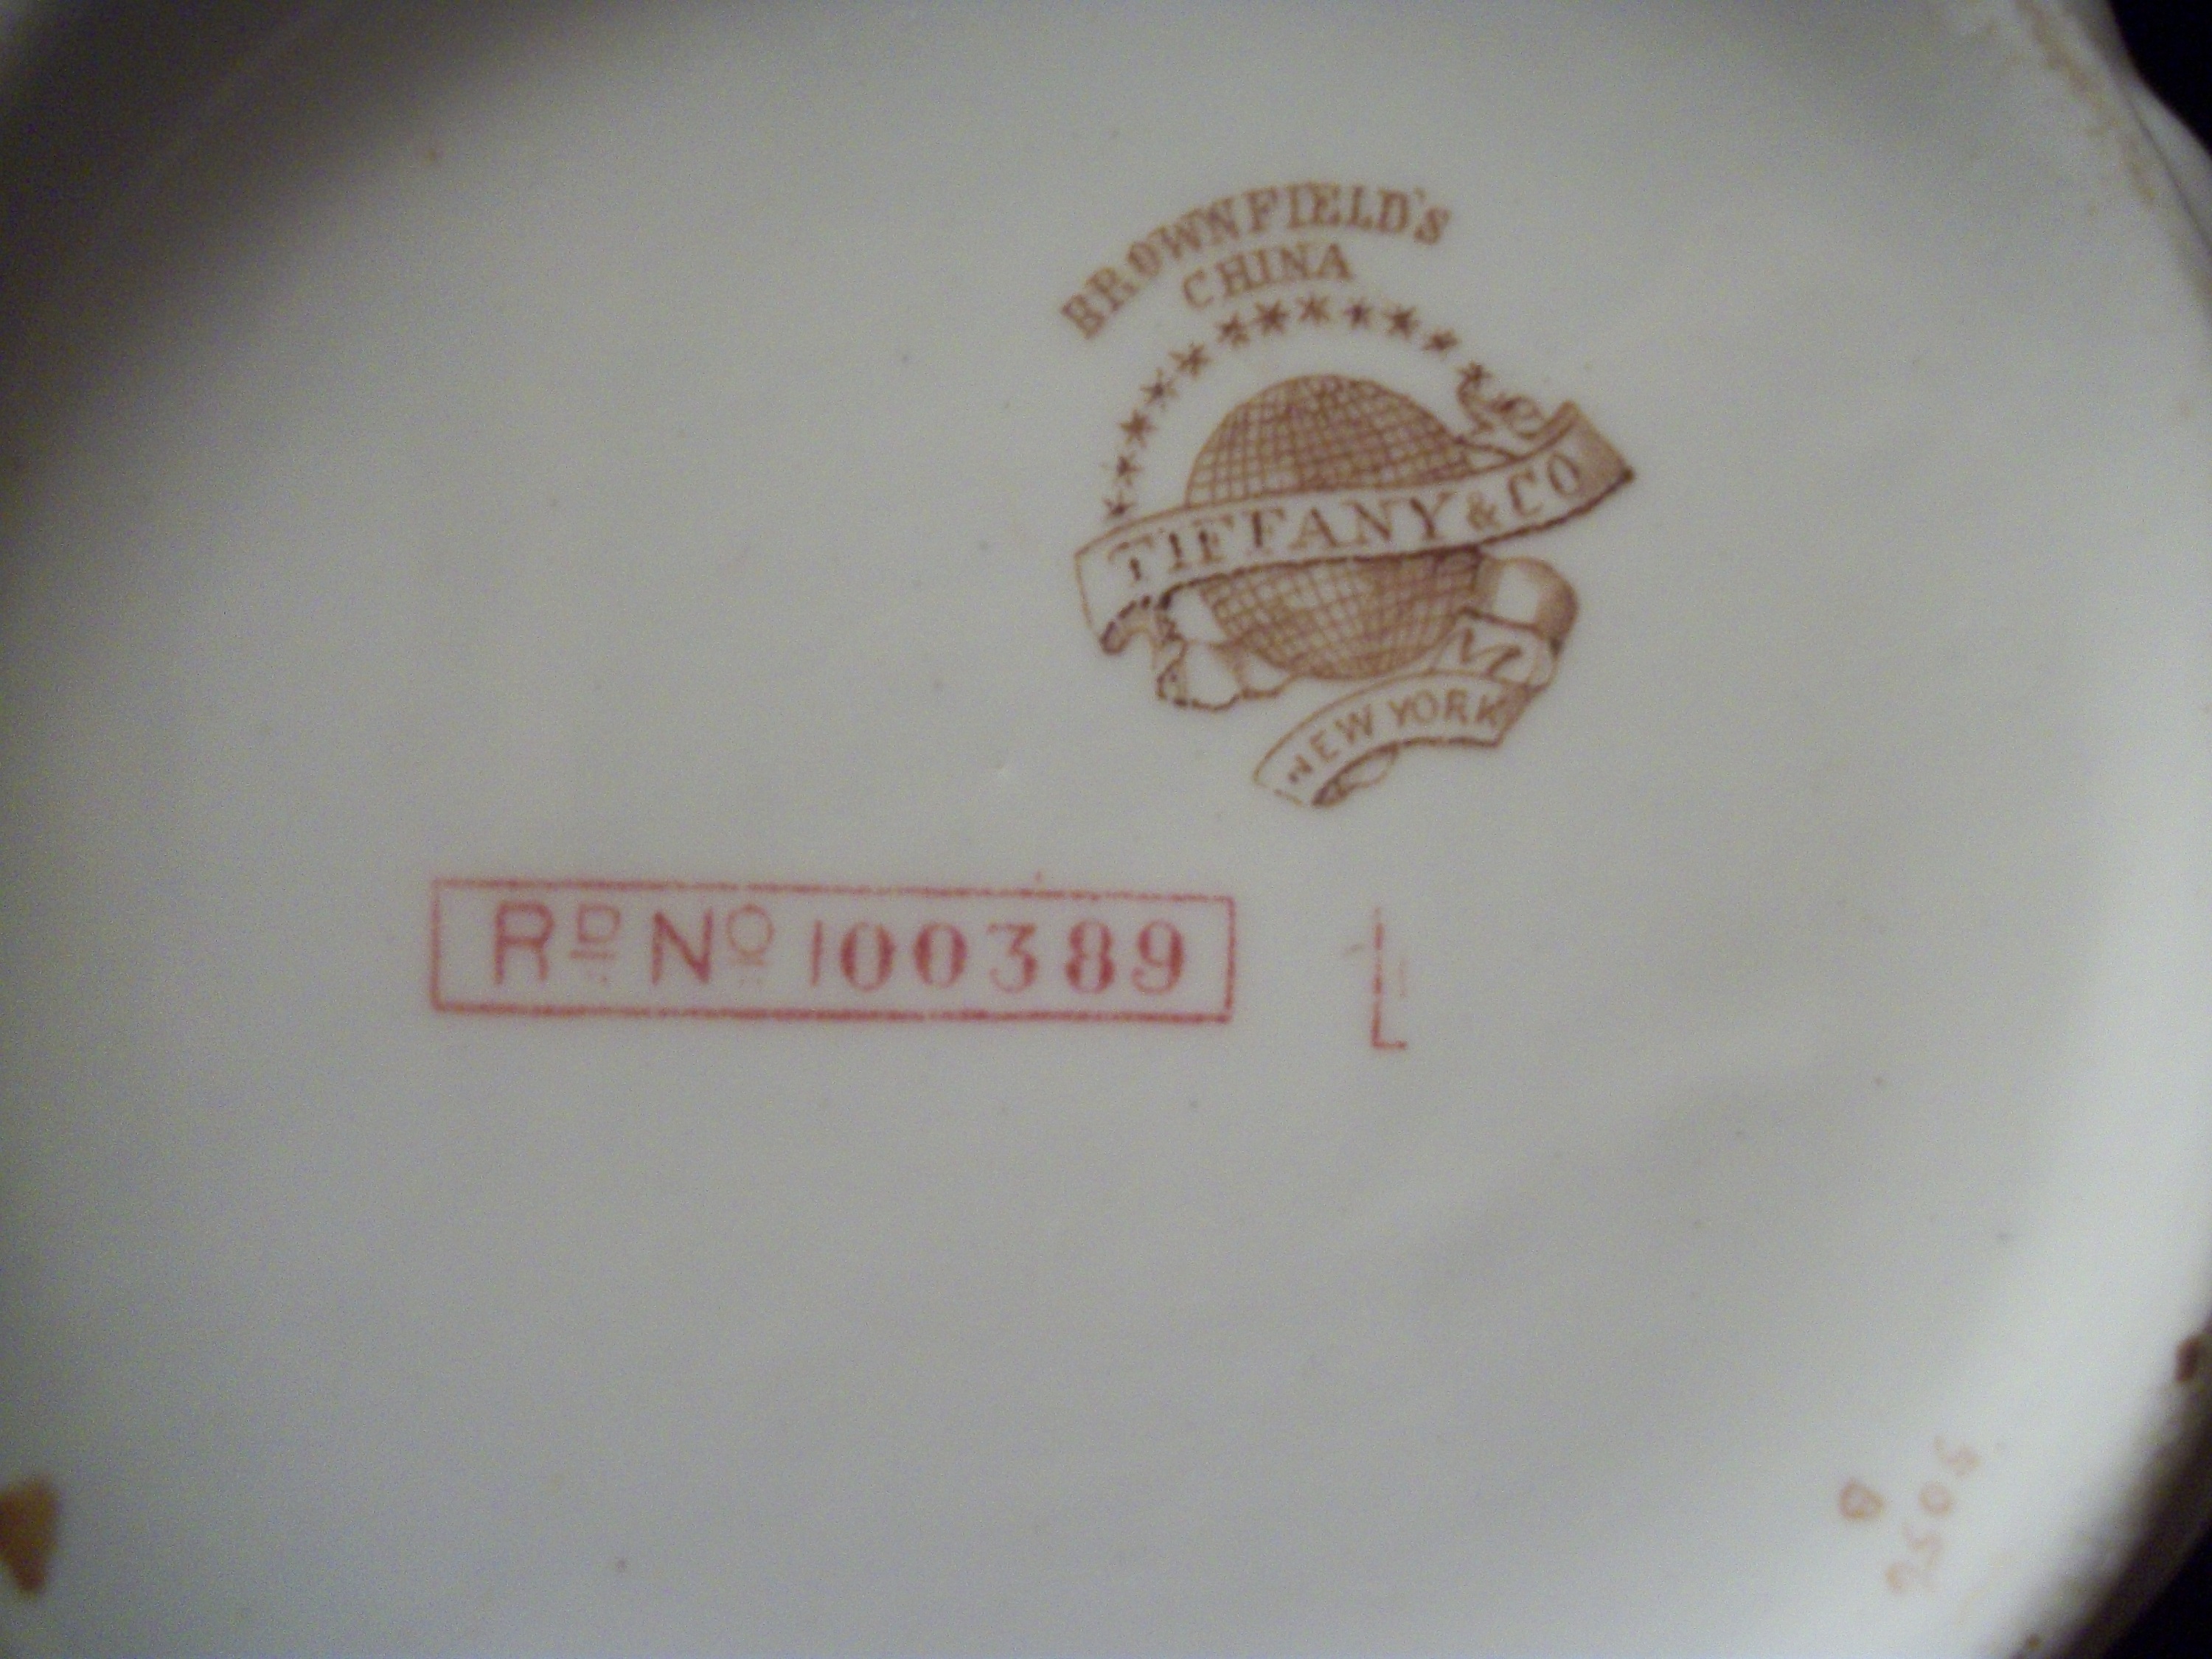 BROWNFIELD'S
CHINA
TIFFANY & CO
NEW YORK
RD NO 100389